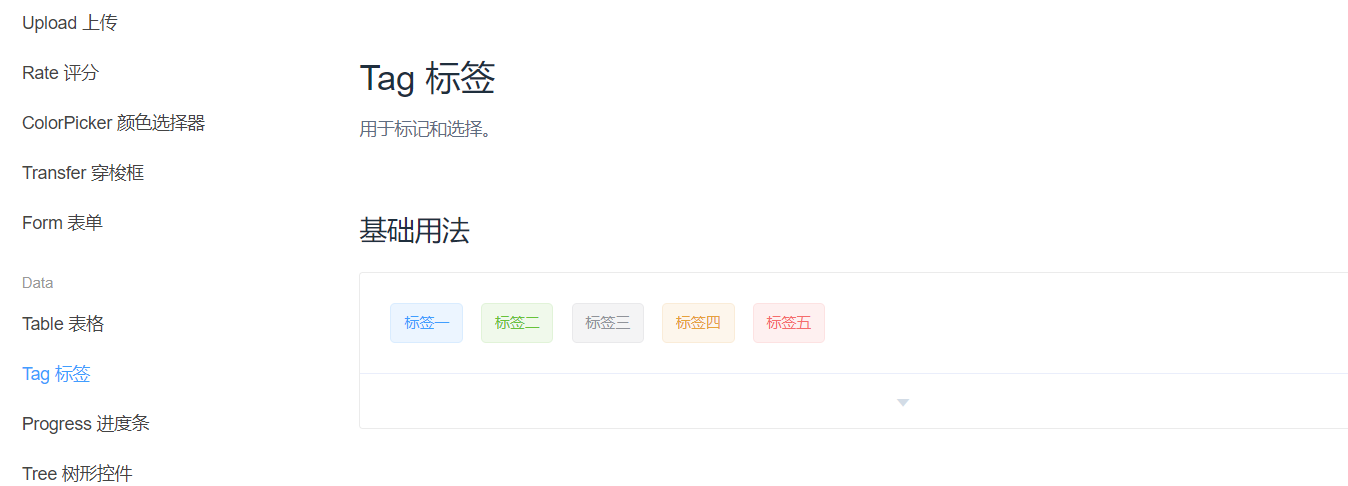 Upload 上传
Rate 评分
ColorPicker 颜色选择器
Transfer 穿梭框
Form 表单
Data
Table 表格
Tag 标签
Progress 进度条
Tree 树形控件
Tag 标签
用于标记和选择。
基础用法
标签一 标签二 标签三 标签四 标签五